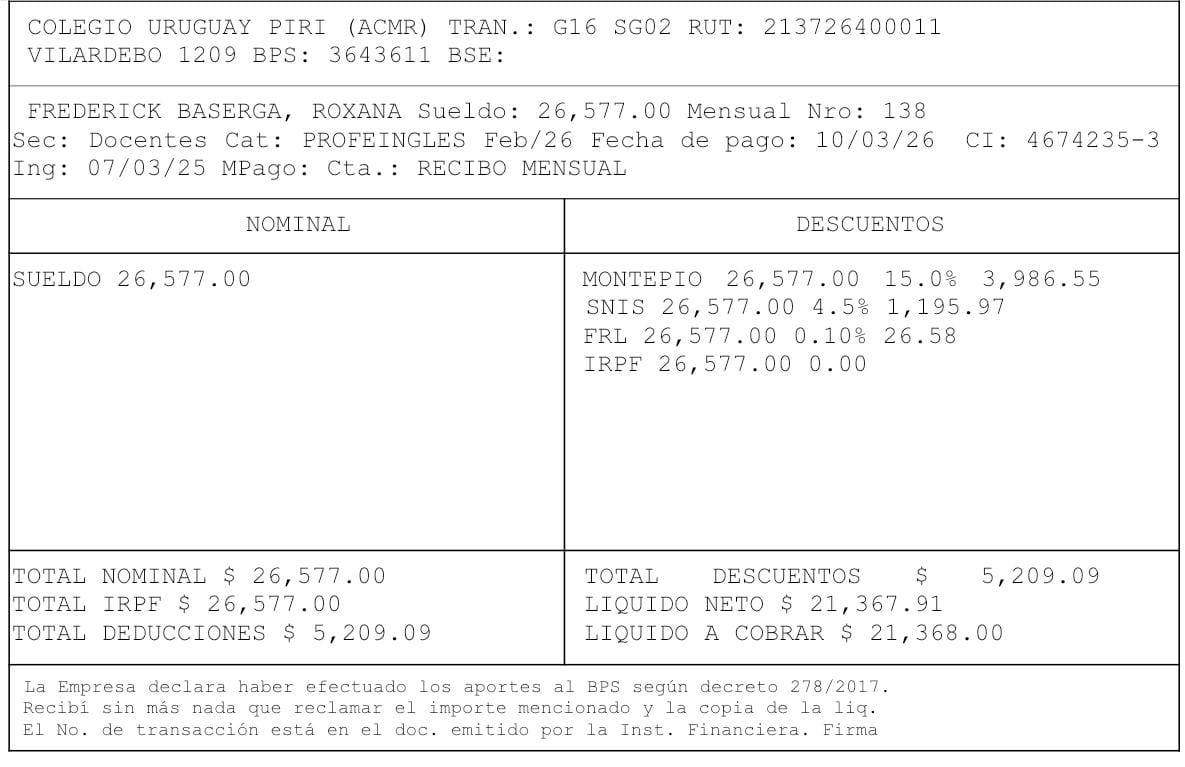 COLEGIO URUGUAY PIRI (ACMR) TRAN.: G16 SG02 RUT: 213726400011
VILARDEBO 1209 BPS: 3643611 BSE:
FREDERICK BASERGA, ROXANA Sueldo: 26,577.00 Mensual Nro: 138
Sec: Docentes Cat: PROFEINGLES Feb/26 Fecha de pago: 10/03/26 CI: 4674235-3
Ing: 07/03/25 MPago: Cta.: RECIBO MENSUAL
NOMINAL
DESCUENTOS
SUELDO 26,577.00
MONTEPIO 26,577.00 15.0% 3,986.55
SNIS 26,577.00 4.5% 1,195.97
FRL 26,577.00 0.10% 26.58
IRPF 26,577.00 0.00
TOTAL NOMINAL $ 26,577.00
TOTAL IRPF $ 26,577.00
TOTAL DEDUCCIONES $ 5,209.09
TOTAL DESCUENTOS $ 5,209.09
LIQUIDO NETO $ 21,367.91
LIQUIDO A COBRAR $ 21,368.00
La Empresa declara haber efectuado los aportes al BPS según decreto 278/2017.
Recibí sin más nada que reclamar el importe mencionado y la copia de la liq.
El No. de transacción está en el doc. emitido por la Inst. Financiera. Firma